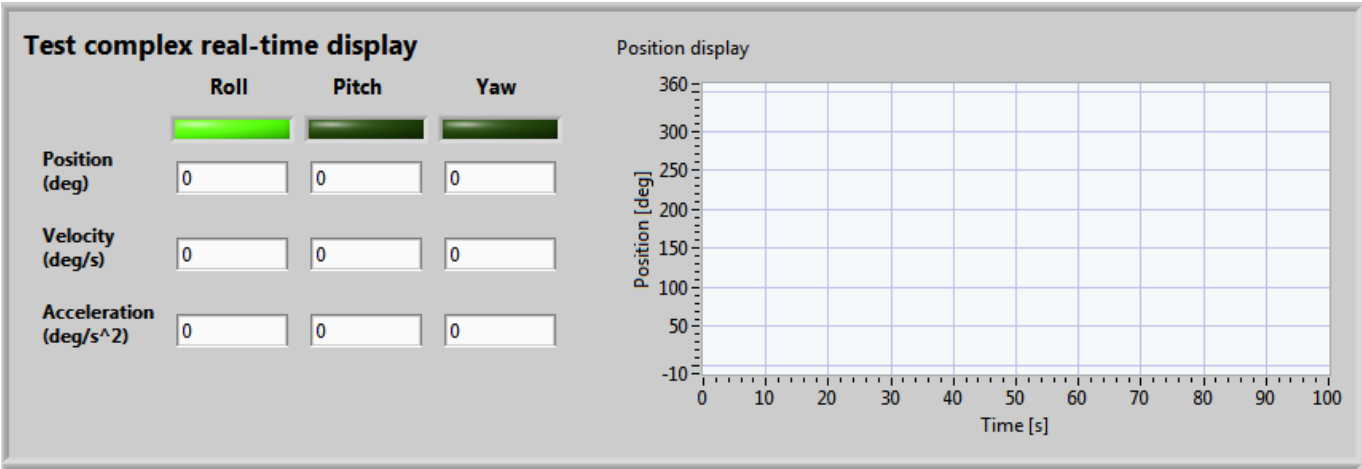 Test complex real-time display
Roll Pitch Yaw
Position
(deg)
0 0 0
Velocity
(deg/s)
0 0 0
Acceleration
(deg/s^2)
0 0 0
Position display
Position [deg]
360
300
250
200
150
100
50
-10
0 10 20 30 40 50 60 70 80 90 100
Time [s]